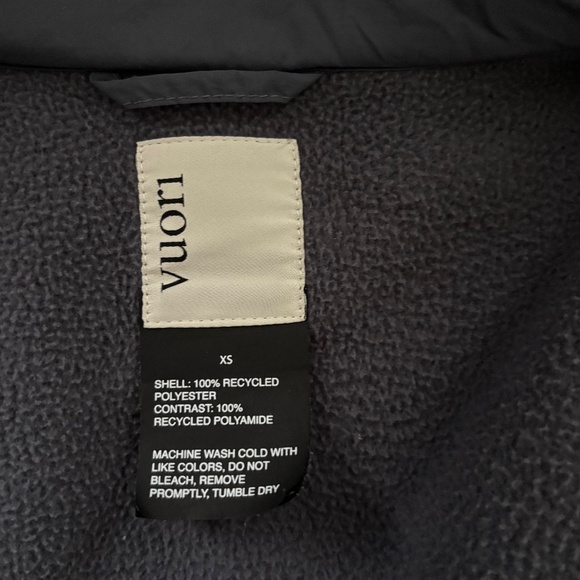 vuori
XS
SHELL: 100% RECYCLED
POLYESTER
CONTRAST: 100%
RECYCLED POLYAMIDE
MACHINE WASH COLD WITH
LIKE COLORS, DO NOT
BLEACH, REMOVE
PROMPTLY, TUMBLE DRY